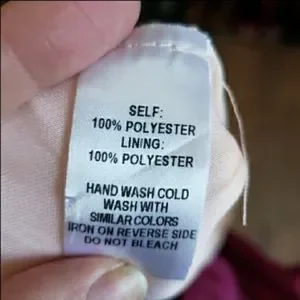 SELF:
100% POLYESTER
LINING:
100% POLYESTER
HAND WASH COLD
WASH WITH
SIMILAR COLORS
IRON ON REVERSE SIDE
DO NOT BLEACH